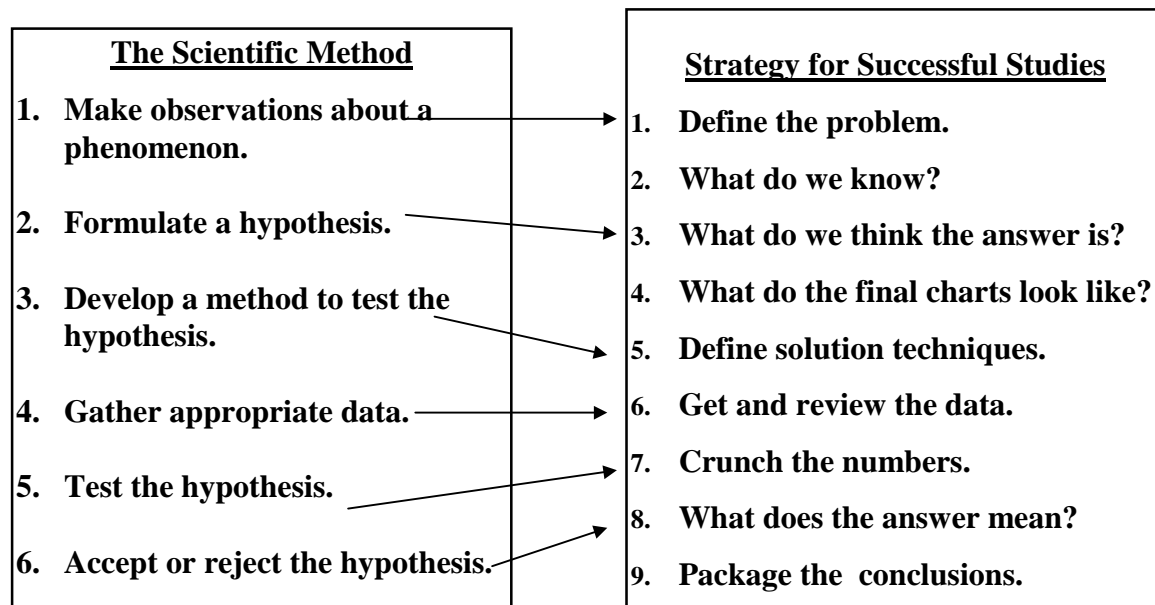 The Scientific Method
1. Make observations about a
phenomenon.
2. Formulate a hypothesis.
3. Develop a method to test the
hypothesis.
4. Gather appropriate data.
5. Test the hypothesis.
6. Accept or reject the hypothesis.
Strategy for Successful Studies
1. Define the problem.
2. What do we know?
3. What do we think the answer is?
4. What do the final charts look like?
5. Define solution techniques.
6. Get and review the data.
7. Crunch the numbers.
8. What does the answer mean?
9. Package the conclusions.